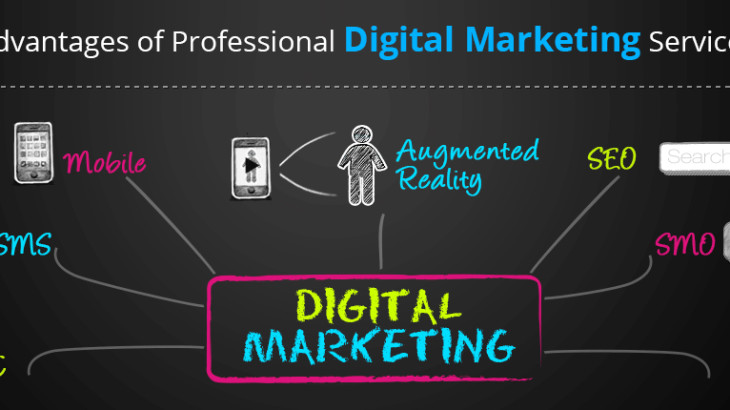 dvantages of Professional Digital Marketing Service
Mobile
Augmented
Reality
SEO
Search
SMS
SMO
DIGITAL
MARKETING
C